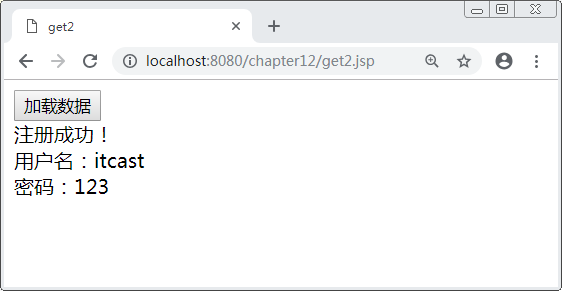 get2
localhost:8080/chapter12/get2.jsp
加载数据
注册成功！
用户名：itcast
密码：123